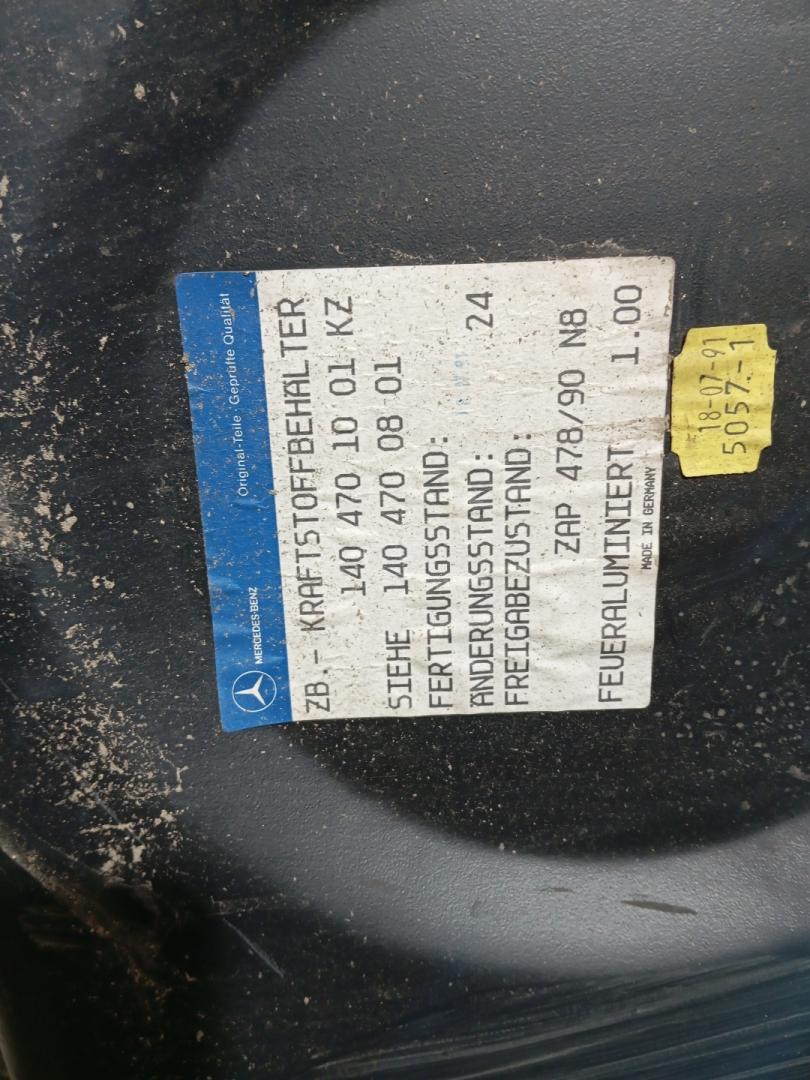 MERCEDES-BENZ
Original-Teile · Geprüfte Qualität
ZB.- KRAFTSTOFFBEHÄLTER
140 470 10 01 KZ
SIEHE 140 470 08 01
FERTIGUNGSSTAND:
ÄNDERUNGSSTAND: 24
FREIGABEZUSTAND:
ZAP 478/90 N8
FEUERALUMINIERT 1.00
MADE IN GERMANY
18-07-91
5057.-1